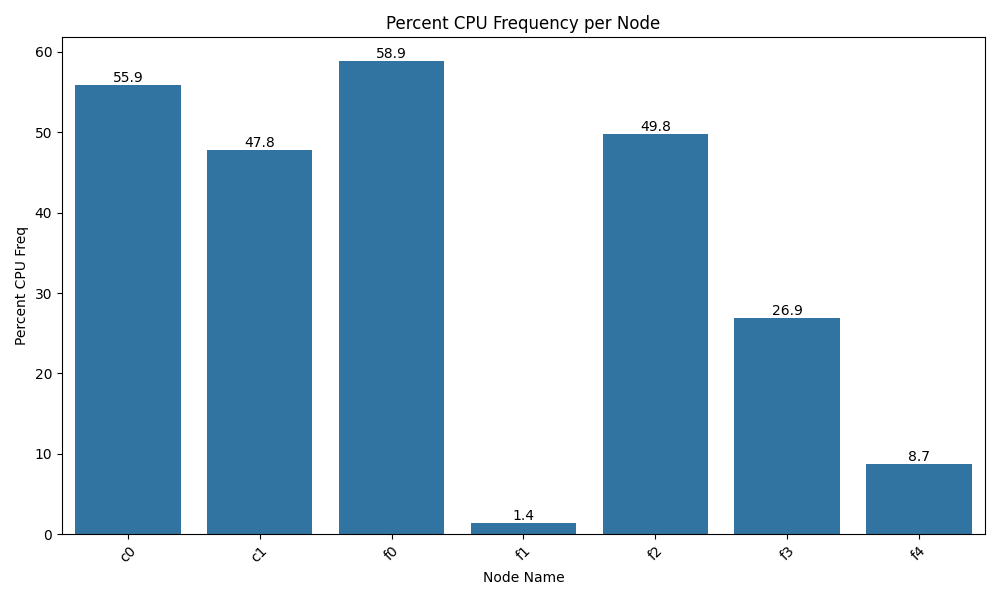 Percent CPU Frequency per Node
Percent CPU Freq
60
50
40
30
20
10
0
55.9
47.8
58.9
1.4
49.8
26.9
8.7
c0
c1
f0
f1
f2
f3
f4
Node Name